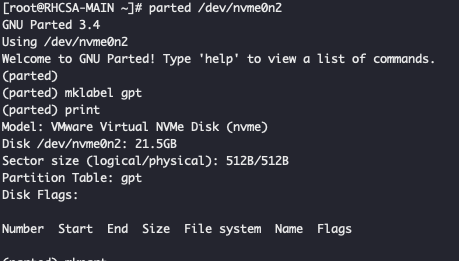 [root@RHCSA-MAIN ~]# parted /dev/nvme0n2
GNU Parted 3.4
Using /dev/nvme0n2
Welcome to GNU Parted! Type 'help' to view a list of commands.
(parted)
(parted) mklabel gpt
(parted) print
Model: VMware Virtual NVMe Disk (nvme)
Disk /dev/nvme0n2: 21.5GB
Sector size (logical/physical): 512B/512B
Partition Table: gpt
Disk Flags:
Number  Start  End  Size  File system  Name  Flags
(parted) mkpart